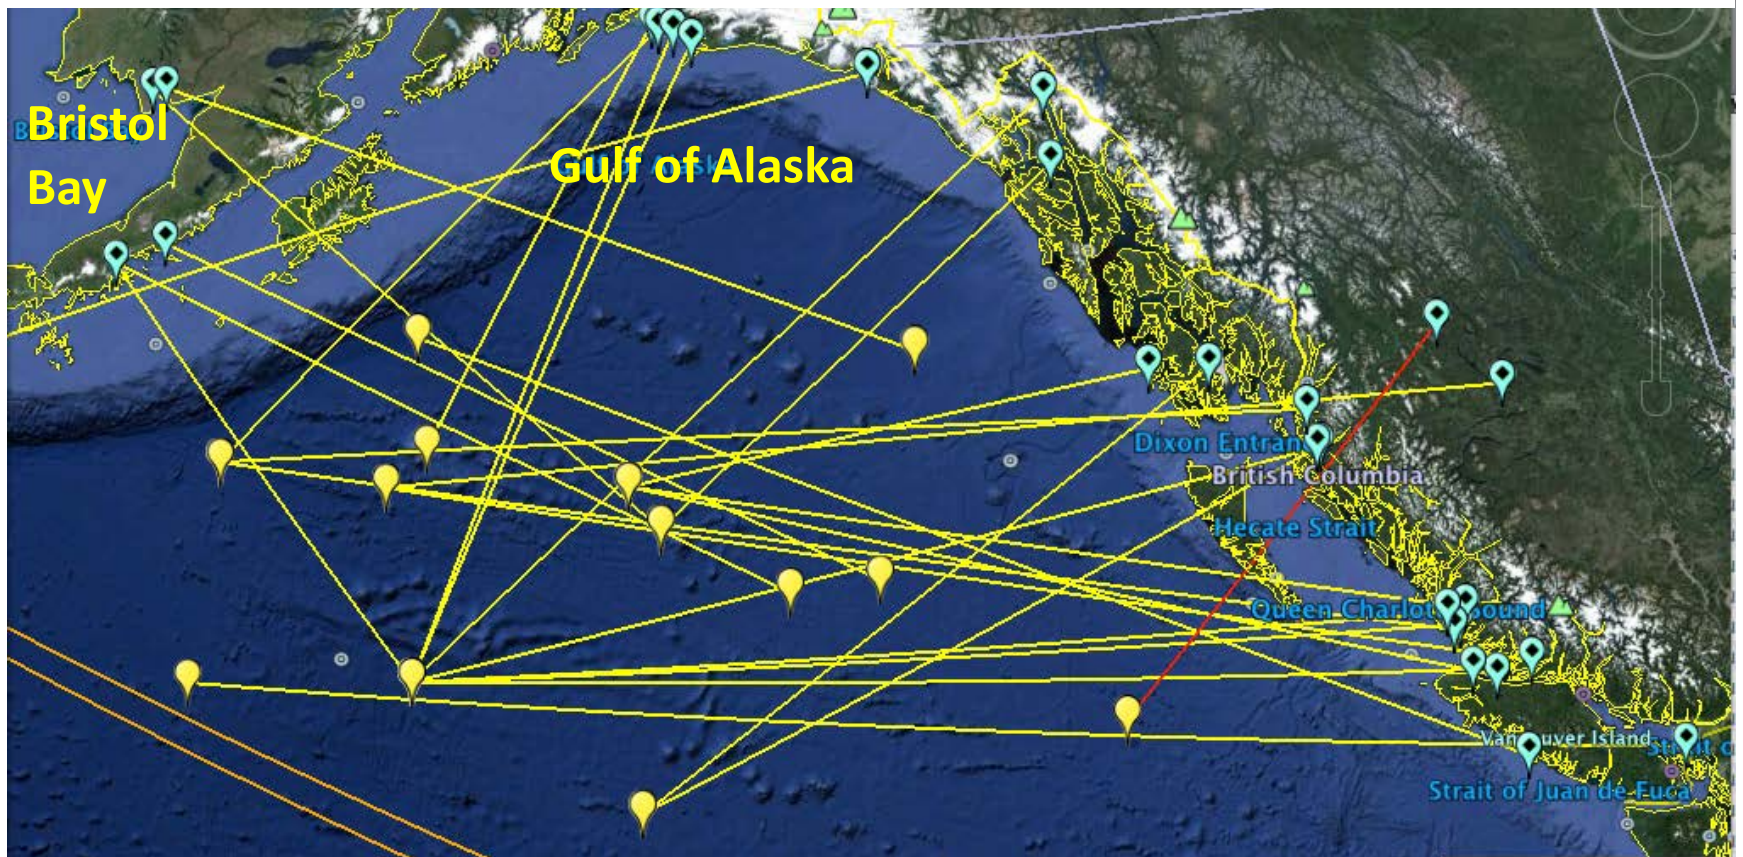 Bristol
Bay
Gulf of Alaska
Dixon Entran
British Columbia
Hecate Strait
Queen Charlot Sound
Vancouver Island
Strait o
Strait of Juan de Fuca